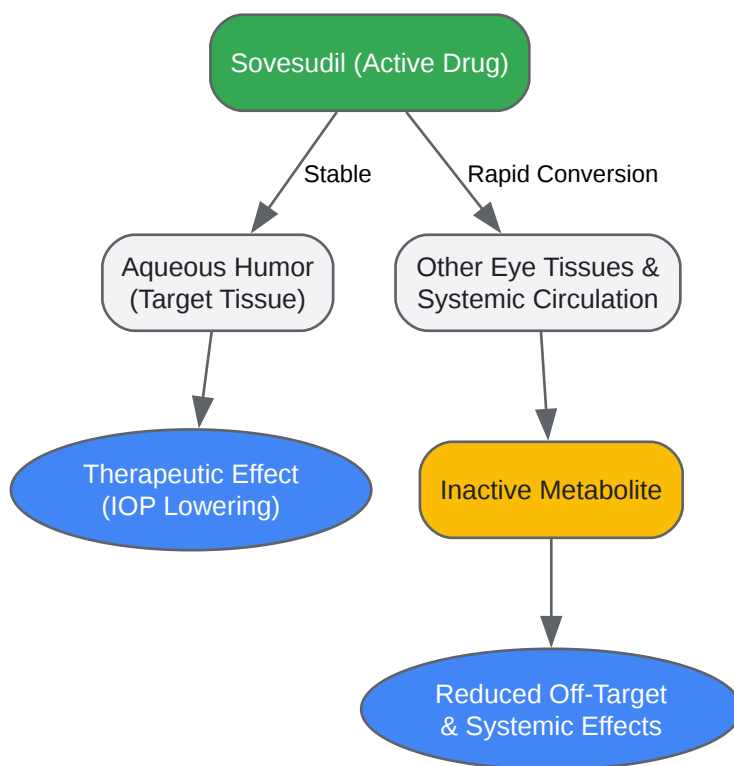 Sovesudil (Active Drug)
Stable
Rapid Conversion
Aqueous Humor
(Target Tissue)
Other Eye Tissues &
Systemic Circulation
Therapeutic Effect
(IOP Lowering)
Inactive Metabolite
Reduced Off-Target
& Systemic Effects